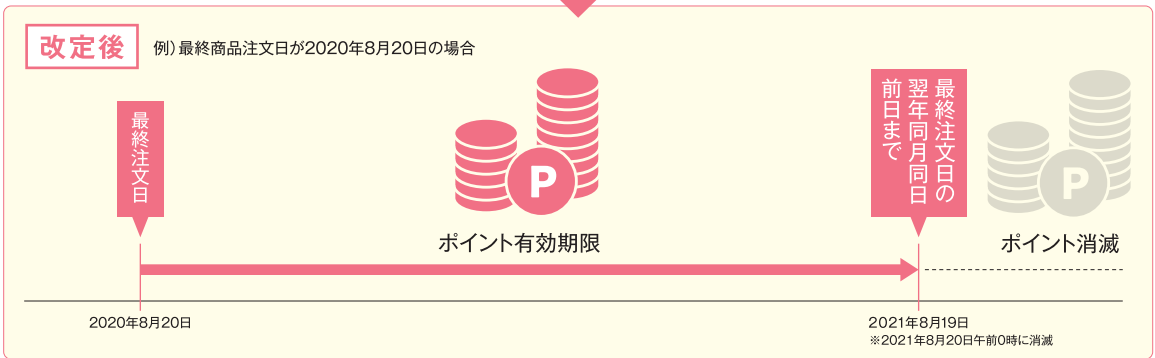 改定後
例）最終商品注文日が2020年8月20日の場合
最終注文日
P
最終注文日の
翌年同月同日
前日まで
P
ポイント有効期限
ポイント消滅
2020年8月20日
2021年8月19日
※2021年8月20日午前0時に消滅